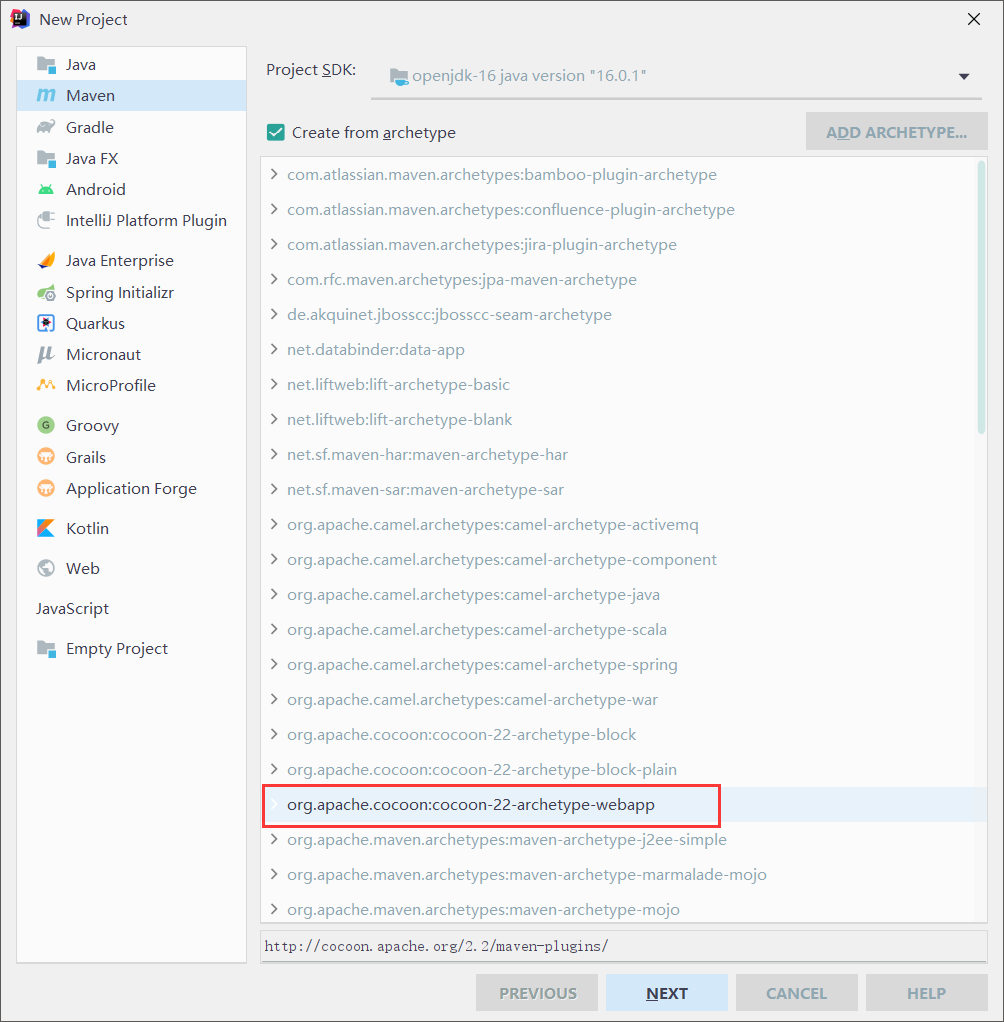 New Project
Java
Maven
Gradle
Java FX
Android
IntelliJ Platform Plugin
Java Enterprise
Spring Initializr
Quarkus
Micronaut
MicroProfile
Groovy
Grails
Application Forge
Kotlin
Web
JavaScript
Empty Project
Project SDK: openjdk-16 java version "16.0.1"
Create from archetype
ADD ARCHETYPE...
com.atlassian.maven.archetypes:bamboo-plugin-archetype
com.atlassian.maven.archetypes:confluence-plugin-archetype
com.atlassian.maven.archetypes:jira-plugin-archetype
com.rfc.maven.archetypes:jpa-maven-archetype
de.akquinet.jbosscc:jbosscc-seam-archetype
net.databinder:data-app
net.liftweb:lift-archetype-basic
net.liftweb:lift-archetype-blank
net.sf.maven-har:maven-archetype-har
net.sf.maven-sar:maven-archetype-sar
org.apache.camel.archetypes:camel-archetype-activemq
org.apache.camel.archetypes:camel-archetype-component
org.apache.camel.archetypes:camel-archetype-java
org.apache.camel.archetypes:camel-archetype-scala
org.apache.camel.archetypes:camel-archetype-spring
org.apache.camel.archetypes:camel-archetype-war
org.apache.cocoon:cocoon-22-archetype-block
org.apache.cocoon:cocoon-22-archetype-block-plain
org.apache.cocoon:cocoon-22-archetype-webapp
org.apache.maven.archetypes:maven-archetype-j2ee-simple
org.apache.maven.archetypes:maven-archetype-marmalade-mojo
org.apache.maven.archetypes:maven-archetype-mojo
http://cocoon.apache.org/2.2/maven-plugins/
PREVIOUS
NEXT
CANCEL
HELP